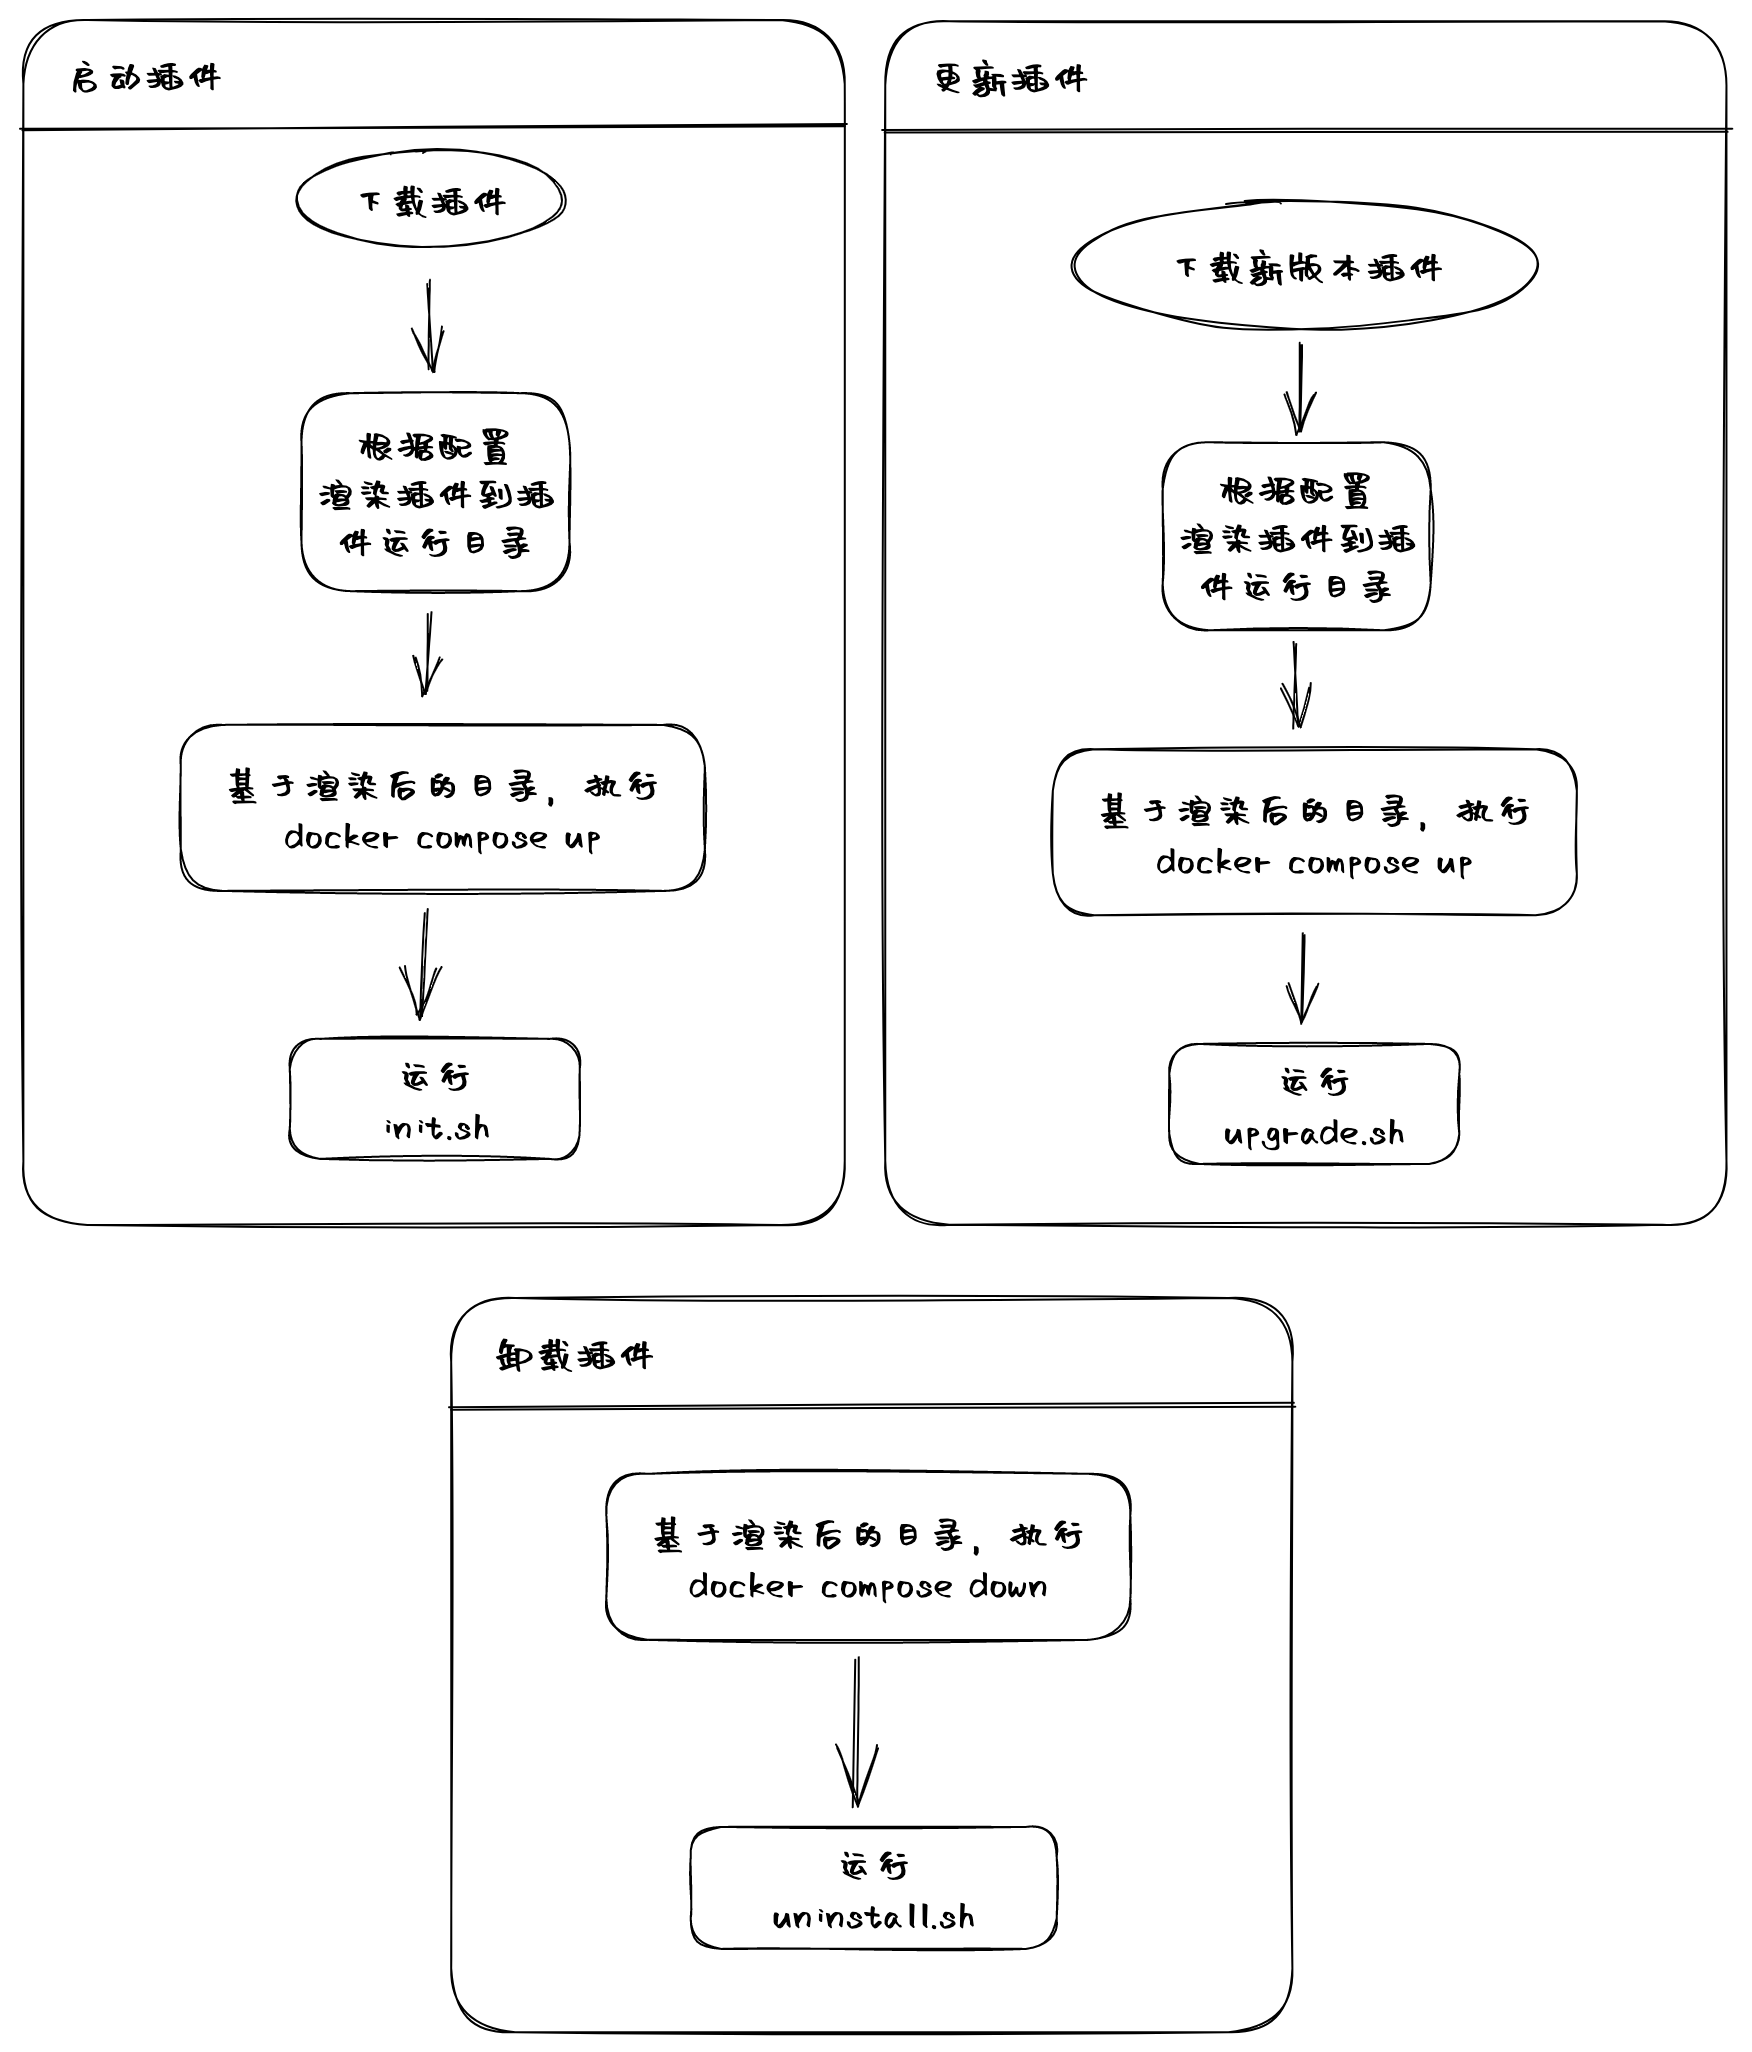 启动插件
下载插件
根据配置
渲染插件到插
件运行目录
基于渲染后的目录，执行
docker compose up
运行
init.sh
更新插件
下载新版本插件
根据配置
渲染插件到插
件运行目录
基于渲染后的目录，执行
docker compose up
运行
upgrade.sh
卸载插件
基于渲染后的目录，执行
docker compose down
运行
uninstall.sh